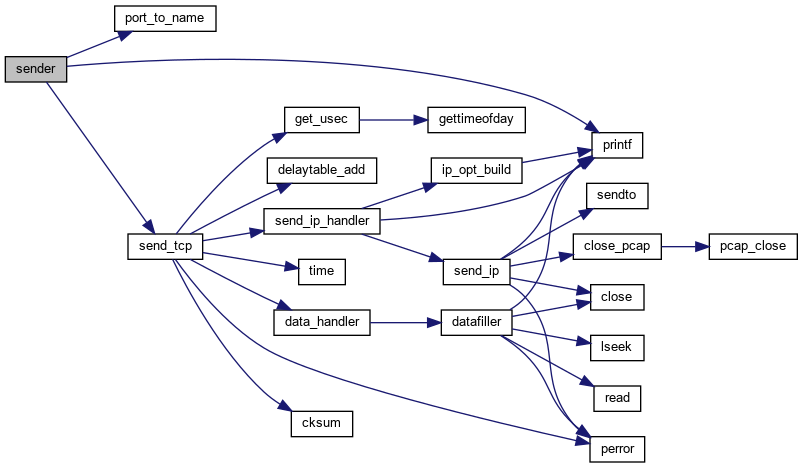 port_to_name
sender
get_usec
gettimeofday
printf
delaytable_add
ip_opt_build
sendto
send_ip_handler
send_tcp
close_pcap
pcap_close
time
send_ip
close
data_handler
datafiller
lseek
read
cksum
perror